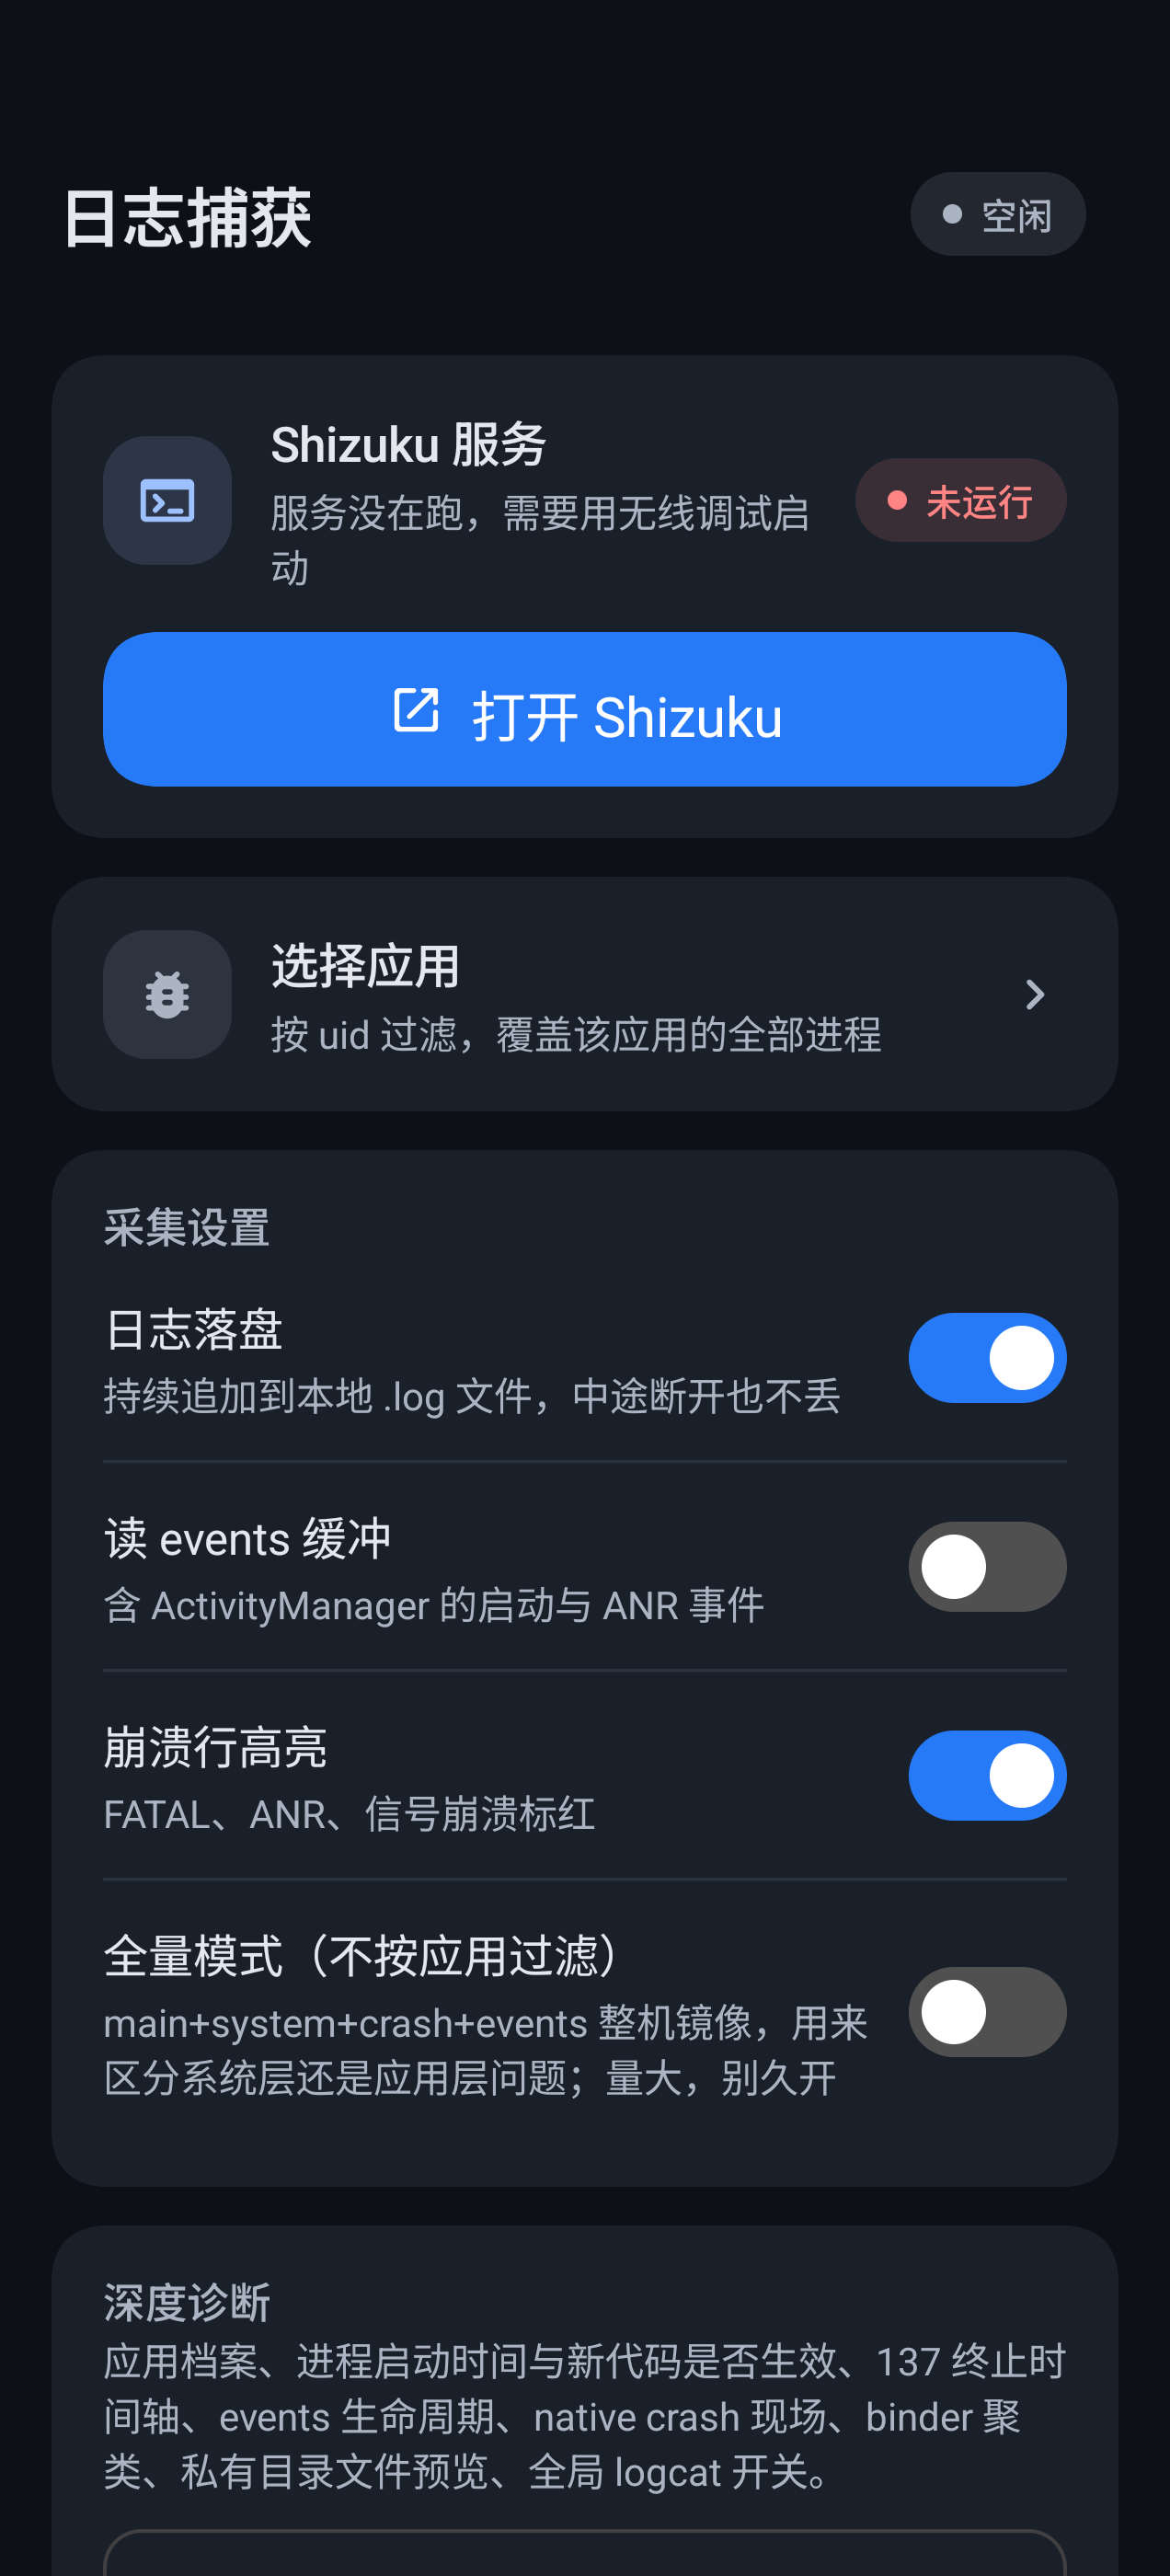 日志捕获
空闲
Shizuku 服务
服务没在跑，需要用无线调试启
动
未运行
打开 Shizuku
选择应用
按 uid 过滤，覆盖该应用的全部进程
采集设置
日志落盘
持续追加到本地 .log 文件，中途断开也不丢
读 events 缓冲
含 ActivityManager 的启动与 ANR 事件
崩溃行高亮
FATAL、ANR、信号崩溃标红
全量模式（不按应用过滤）
main+system+crash+events 整机镜像，用来
区分系统层还是应用层问题；量大，别久开
深度诊断
应用档案、进程启动时间与新代码是否生效、137 终止时
间轴、events 生命周期、native crash 现场、binder 聚
类、私有目录文件预览、全局 logcat 开关。